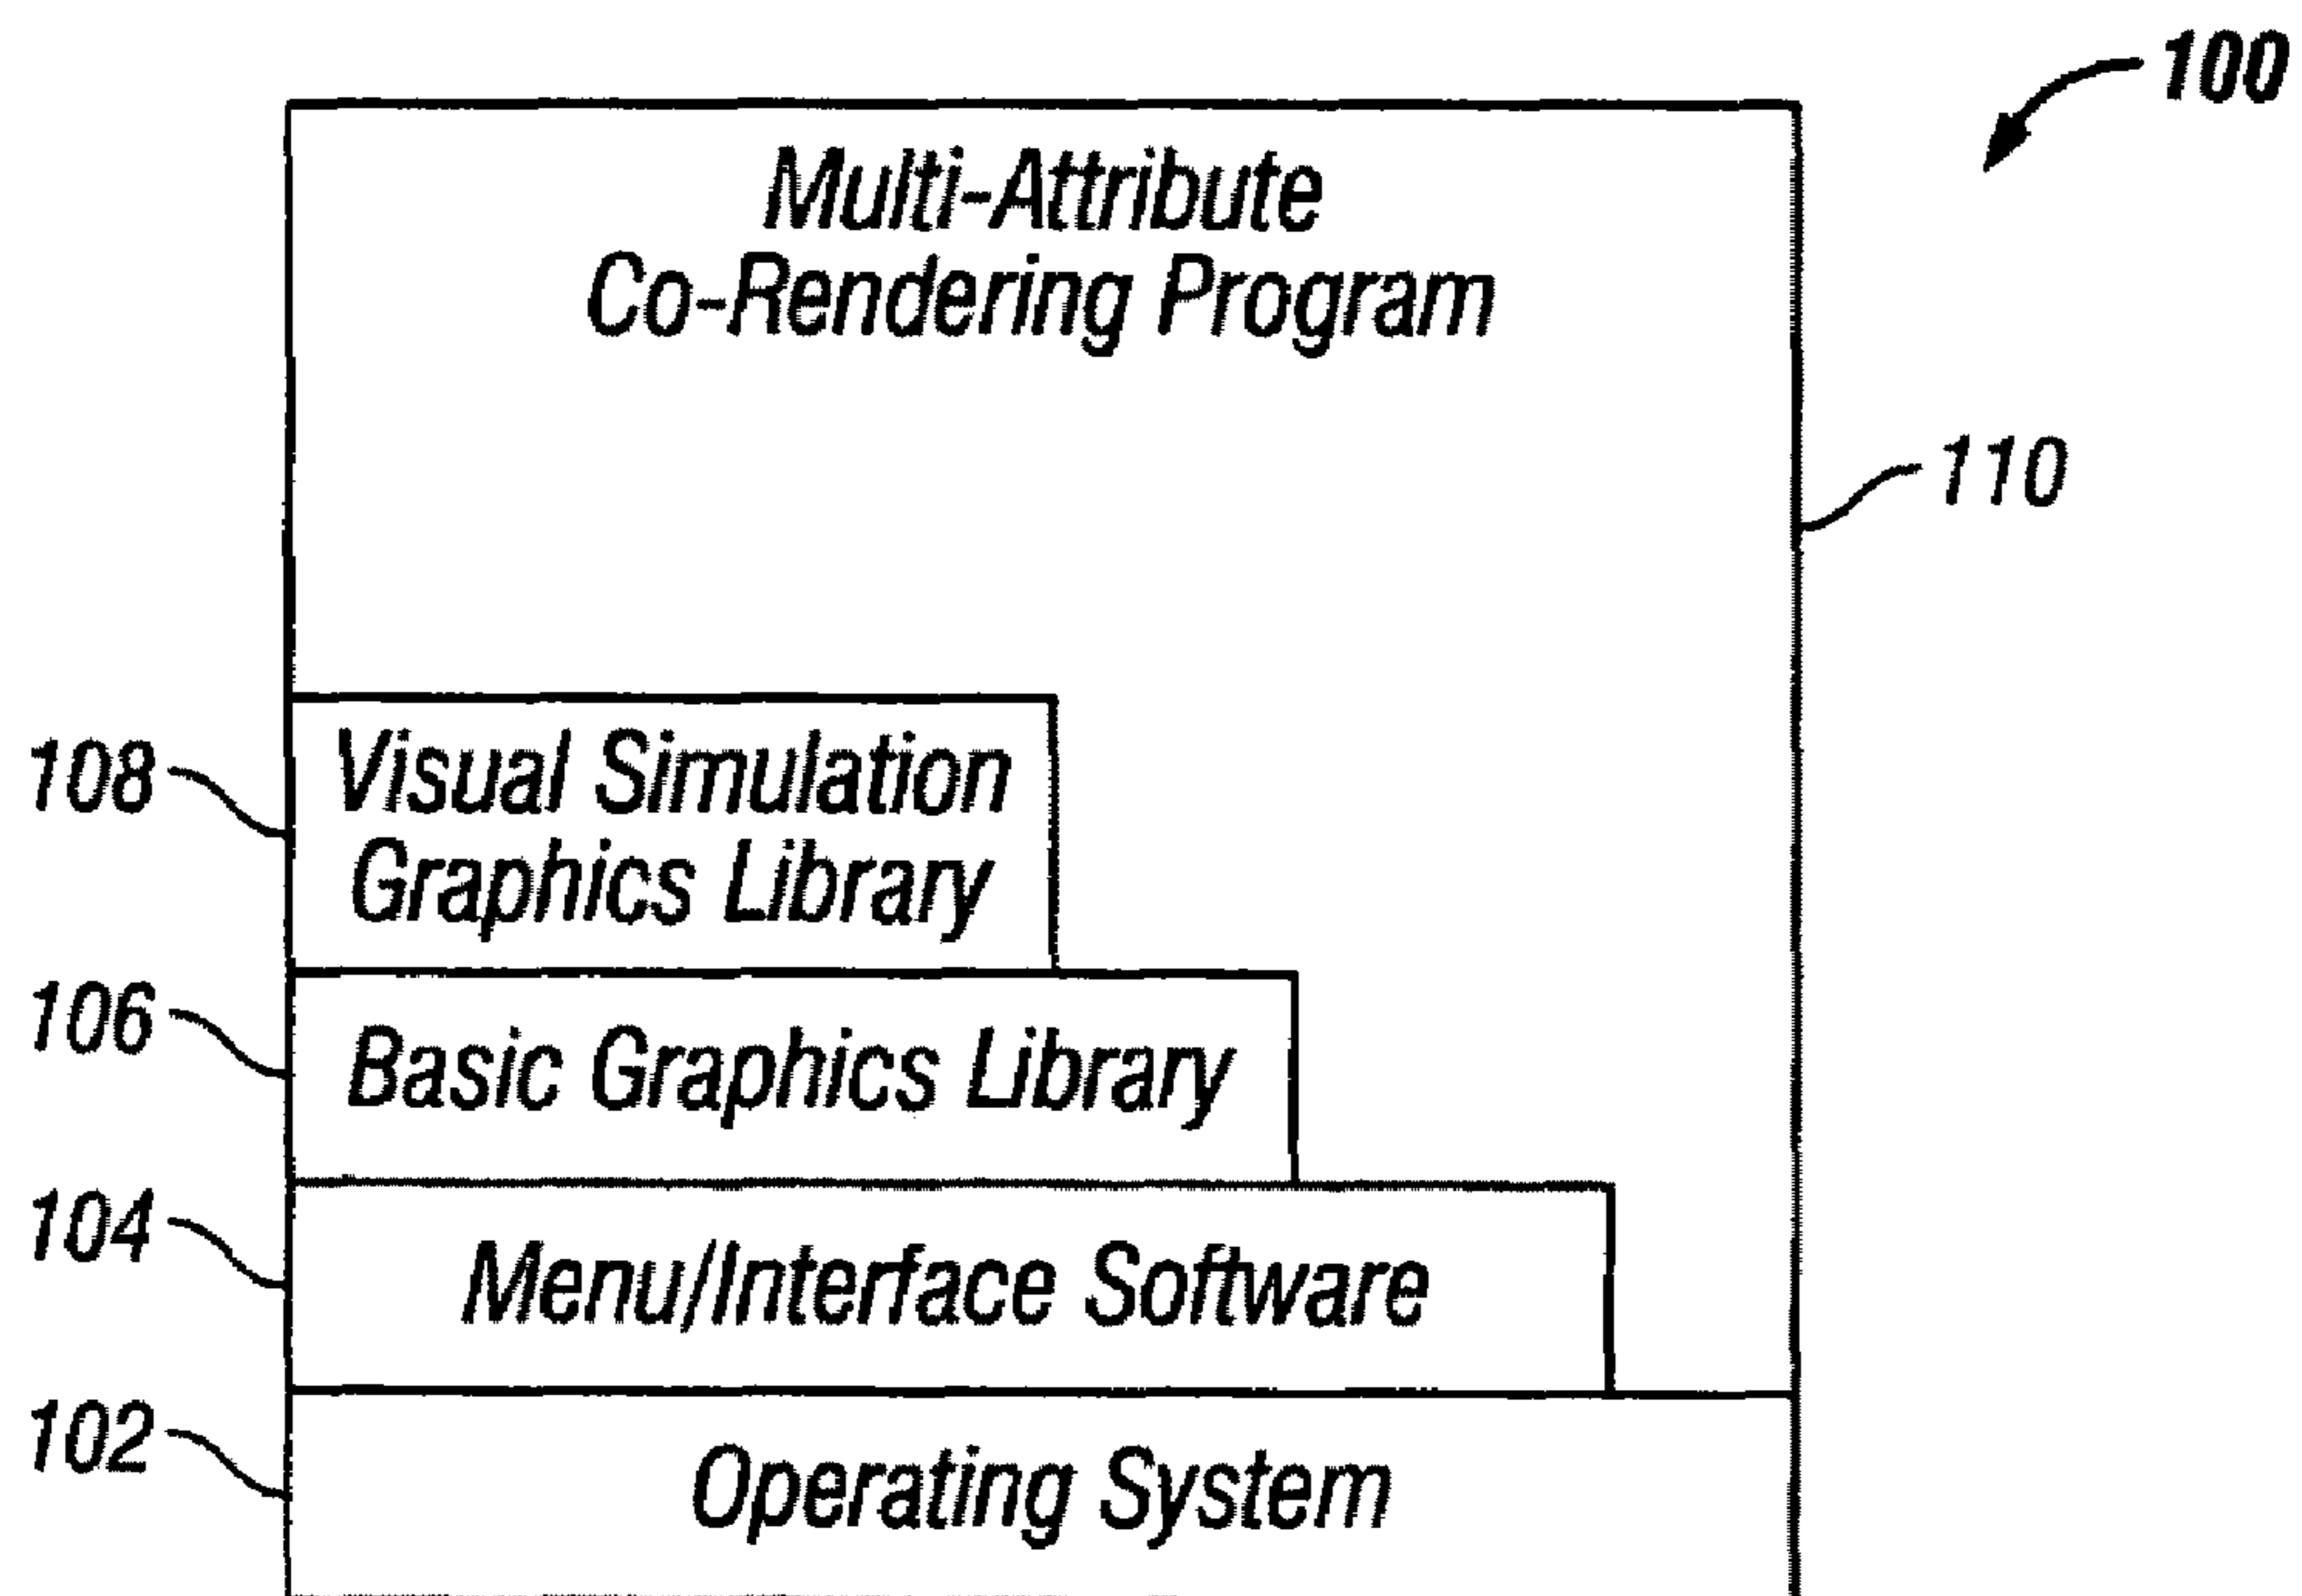 100
Multi-Attribute
Co-Rendering Program
110
108
Visual Simulation
Graphics Library
106
Basic Graphics Library
104
Menu/Interface Software
102
Operating System